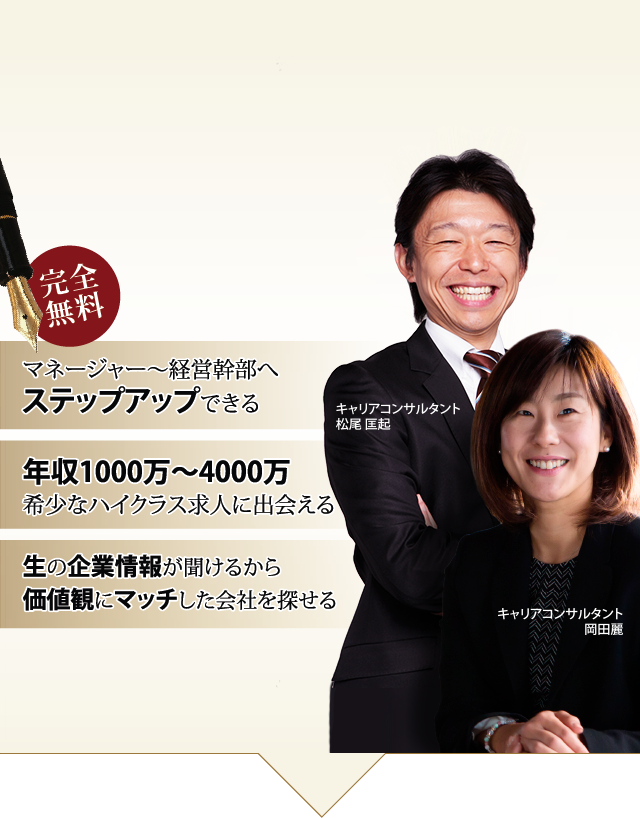 完全
無料
マネージャー〜経営幹部へ
ステップアップできる
年収1000万〜4000万
希少なハイクラス求人に出会える
生の企業情報が聞けるから
価値観にマッチした会社を探せる
キャリアコンサルタント
松尾 匡起
キャリアコンサルタント
岡田麗